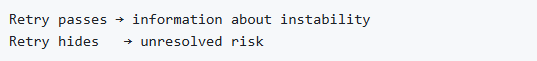 Retry passes → information about instability
Retry hides   → unresolved risk